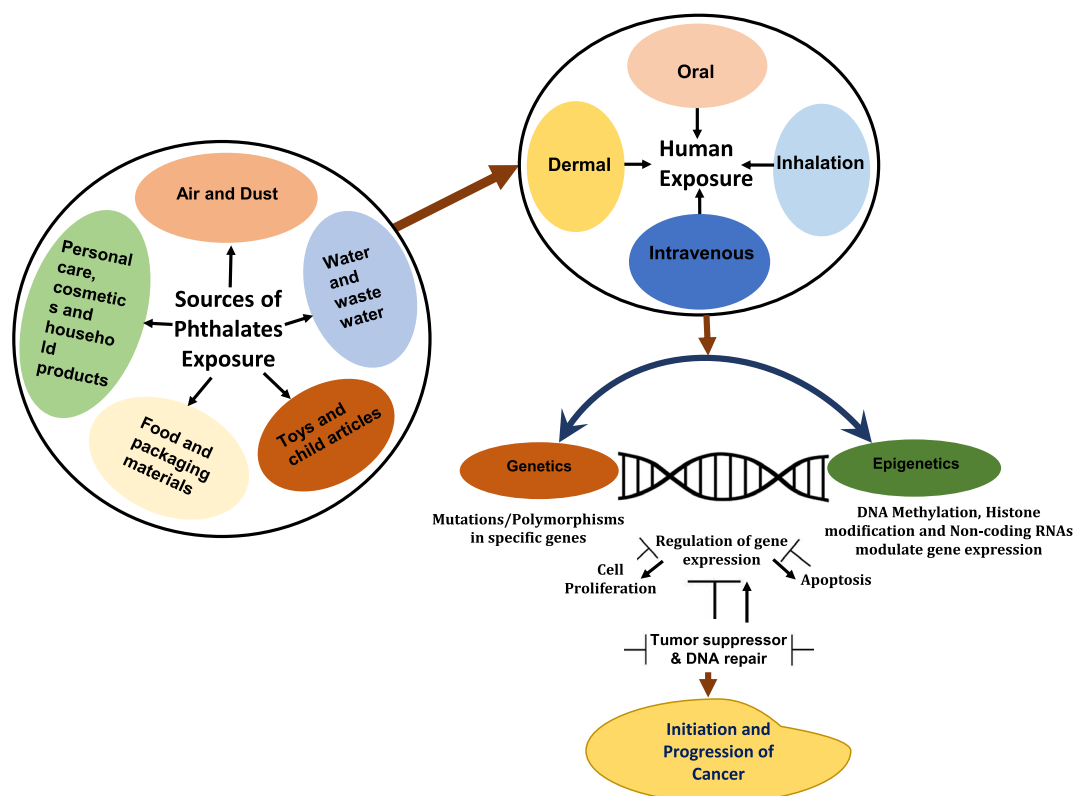 Oral
Dermal
Human
Exposure
Inhalation
Intravenous
Air and Dust
Personal
care,
cosmetic
s and
househo
ld
products
Water
and
waste
water
Sources of
Phthalates
Exposure
Food and
packaging
materials
Toys and
child articles
Genetics
Epigenetics
Mutations/Polymorphisms
in specific genes
DNA Methylation, Histone
modification and Non-coding RNAs
modulate gene expression
Regulation of gene
expression
Cell
Proliferation
Apoptosis
Tumor suppressor
& DNA repair
Initiation and
Progression of
Cancer